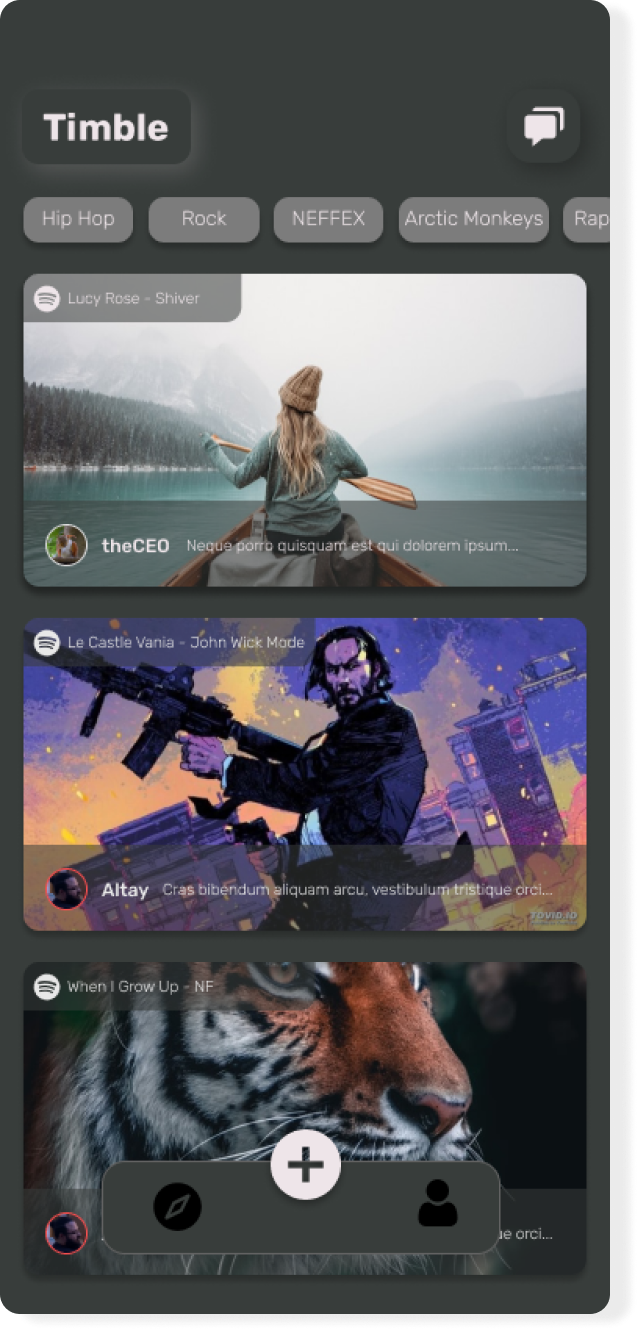 Timble
Hip Hop
Rock
NEFFEX
Arctic Monkeys
Rap
Lucy Rose - Shiver
theCEO
Neque porro quisquam est qui dolorem ipsum...
Le Castle Vania - John Wick Mode
Altay
Cras bibendum aliquam arcu, vestibulum tristique orci...
When I Grow Up - NF
orci...